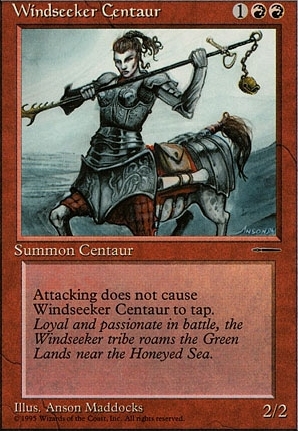 Windseeker Centaur 1
Summon Centaur
Attacking does not cause
Windseeker Centaur to tap.
Loyal and passionate in battle, the
Windseeker tribe roams the Green
Lands near the Honeyed Sea.
Illus. Anson Maddocks
©1995 Wizards of the Coast, Inc. All rights reserved.
2/2